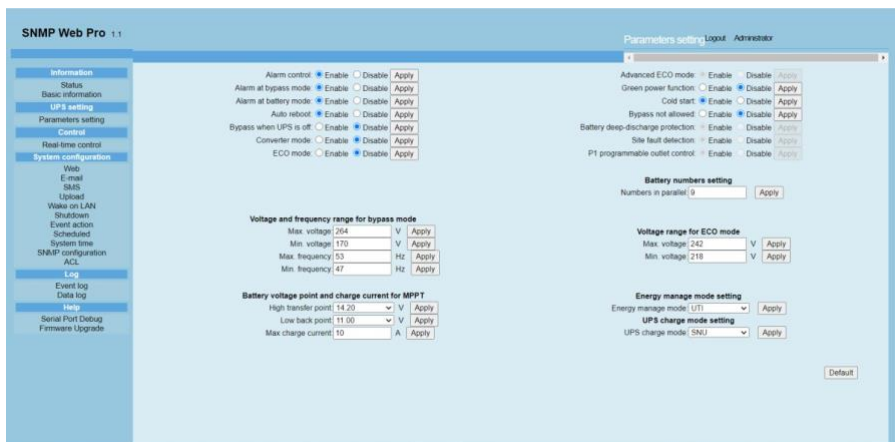 SNMP Web Pro 1.1
Parameters setting Logout Administrator
Information
Status
Basic information
UPS setting
Parameters setting
Control
Real-time control
System configuration
Web
E-mail
SMS
Upload
Wake on LAN
Shutdown
Event action
Scheduled
System time
SNMP configuration
ACL
Log
Event log
Data log
Help
Serial Port Debug
Firmware Upgrade
Alarm control: Enable Disable Apply
Alarm at bypass mode: Enable Disable Apply
Alarm at battery mode: Enable Disable Apply
Auto reboot: Enable Disable Apply
Bypass when UPS is off: Enable Disable Apply
Converter mode: Enable Disable Apply
ECO mode: Enable Disable Apply
Voltage and frequency range for bypass mode
Max. voltage: 264 V Apply
Min. voltage: 170 V Apply
Max. frequency: 53 Hz Apply
Min. frequency: 47 Hz Apply
Battery voltage point and charge current for MPPT
High transfer point: 14.20 V Apply
Low back point: 11.00 V Apply
Max charge current: 10 A Apply
Advanced ECO mode: Enable Disable Apply
Green power function: Enable Disable Apply
Cold start: Enable Disable Apply
Bypass not allowed: Enable Disable Apply
Battery deep-discharge protection: Enable Disable Apply
Site fault detection: Enable Disable Apply
P1 programmable outlet control: Enable Disable Apply
Battery numbers setting
Numbers in parallel: 9 Apply
Voltage range for ECO mode
Max. voltage: 242 V Apply
Min. voltage: 218 V Apply
Energy manage mode setting
Energy manage mode: UTI Apply
UPS charge mode setting
UPS charge mode: SNU Apply
Default